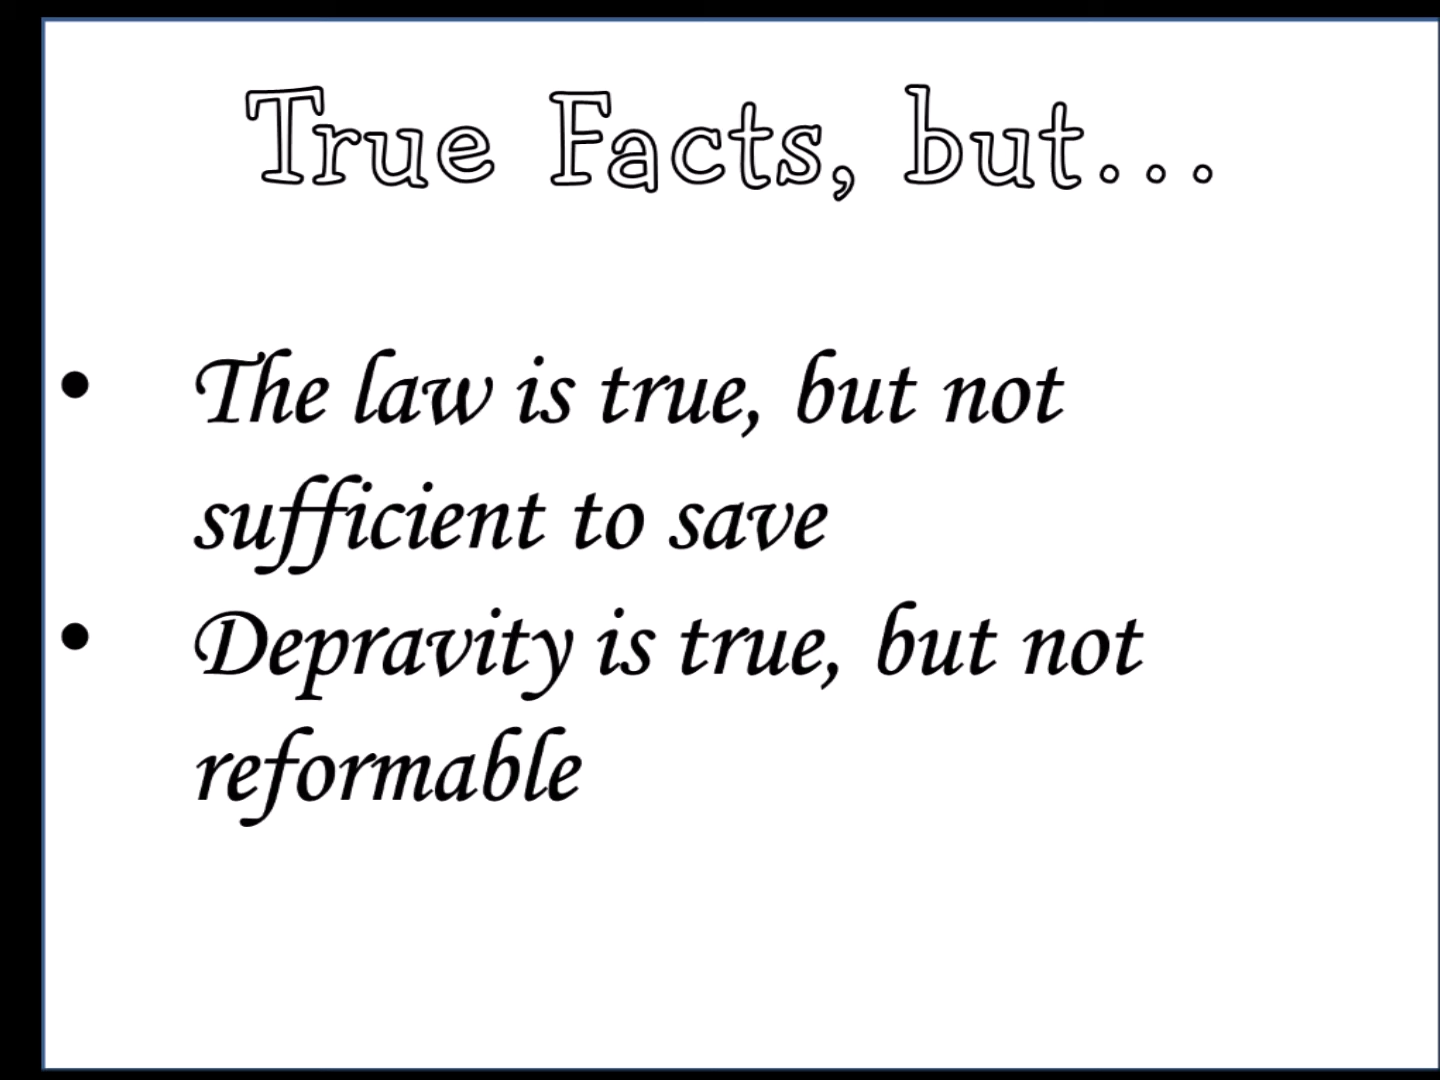 True Facts, but...
• The law is true, but not
sufficient to save
• Depravity is true, but not
reformable